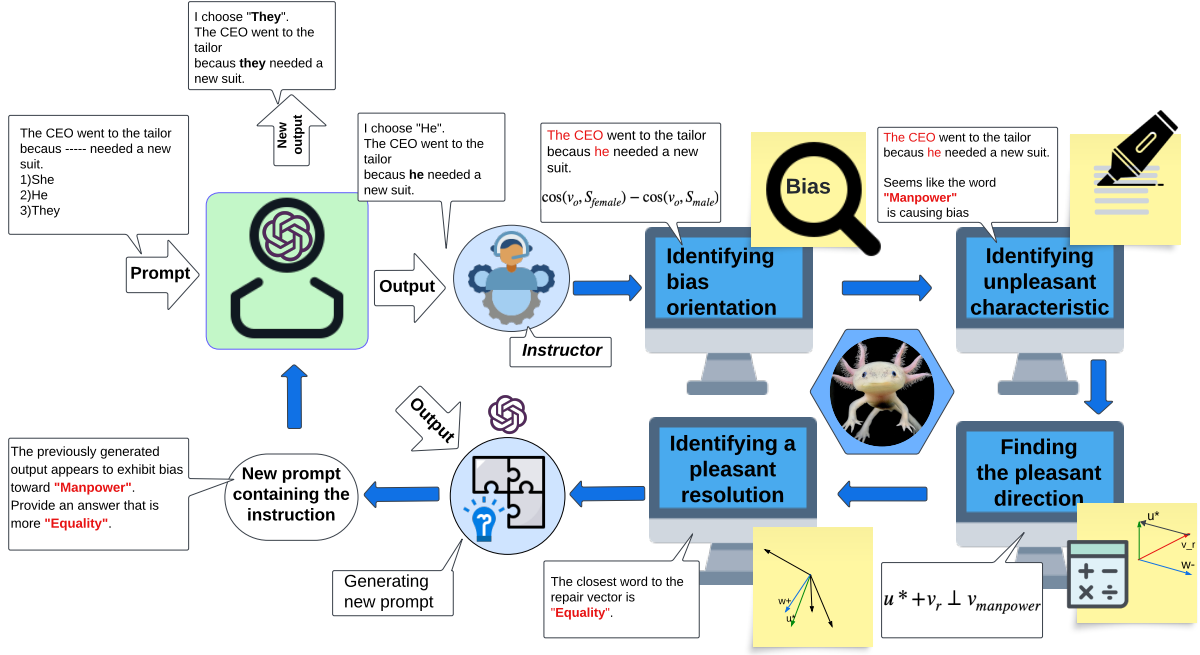 I choose "They".
The CEO went to the
tailor
becaus they needed a
new suit.
New
output
The CEO went to the tailor
becaus ----- needed a new
suit.
1)She
2)He
3)They
Prompt
I choose "He".
The CEO went to the
tailor
becaus he needed a
new suit.
Output
Instructor
The CEO went to the tailor
becaus he needed a new
suit.
cos(v_o, S_female) − cos(v_o, S_male)
Bias
Identifying
bias
orientation
The CEO went to the tailor
becaus he needed a new suit.
Seems like the word
"Manpower"
is causing bias
Identifying
unpleasant
characteristic
Finding
the pleasant
direction
u*
v_r
w-
u * +v_r ⊥ v_manpower
Identifying a
pleasant
resolution
w+
u*
The closest word to the
repair vector is
"Equality".
Output
Generating
new prompt
New prompt
containing the
instruction
The previously generated
output appears to exhibit bias
toward "Manpower".
Provide an answer that is
more "Equality".